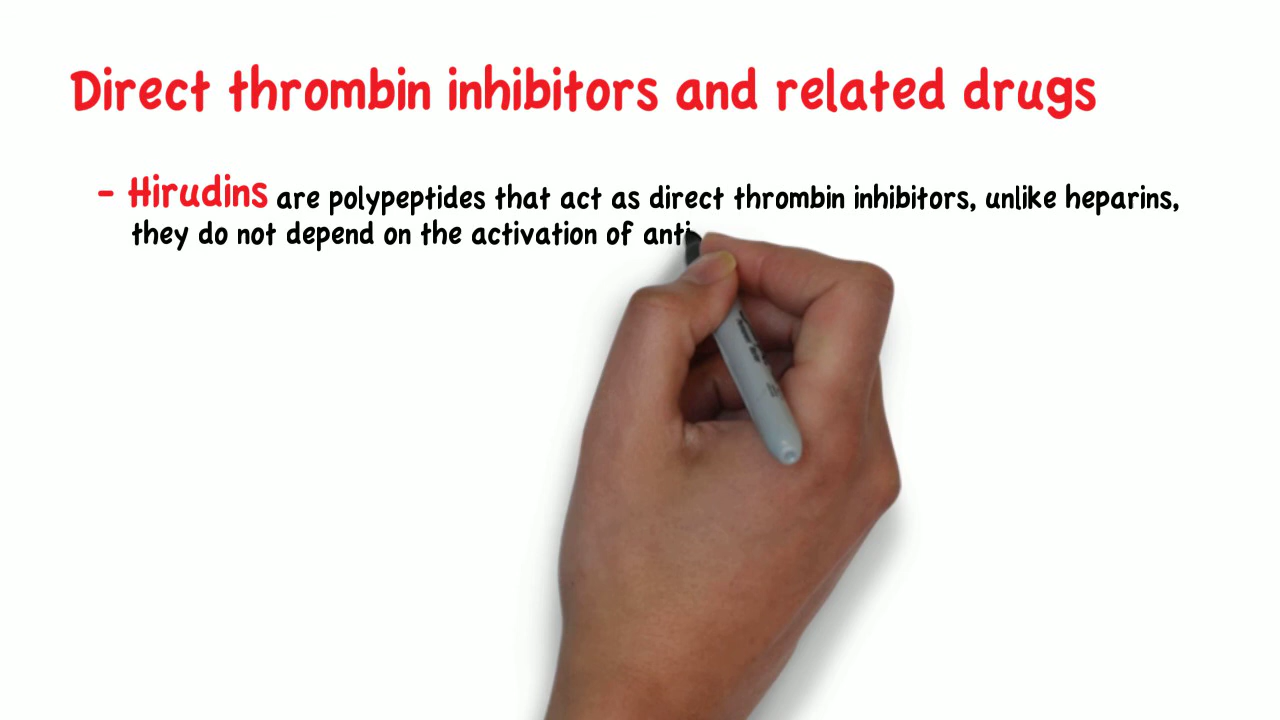 Direct thrombin inhibitors and related drugs
- Hirudins are polypeptides that act as direct thrombin inhibitors, unlike heparins,
they do not depend on the activation of anti